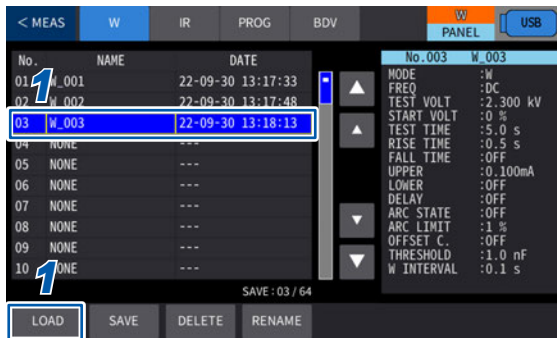 < MEAS W IR PROG BDV W PANEL USB
No. NAME DATE
01 W_001 22-09-30 13:17:33
02 W_002 22-09-30 13:17:48
03 W_003 22-09-30 13:18:13
04 NONE ---
05 NONE ---
06 NONE ---
07 NONE ---
08 NONE ---
09 NONE ---
10 NONE ---
1
1
SAVE : 03 / 64
No.003 W_003
MODE :W
FREQ :DC
TEST VOLT :2.300 kV
START VOLT :0 %
TEST TIME :5.0 s
RISE TIME :0.5 s
FALL TIME :OFF
UPPER :0.100mA
LOWER :OFF
DELAY :OFF
ARC STATE :OFF
ARC LIMIT :1 %
OFFSET C. :OFF
THRESHOLD :1.0 nF
W INTERVAL :0.1 s
LOAD SAVE DELETE RENAME